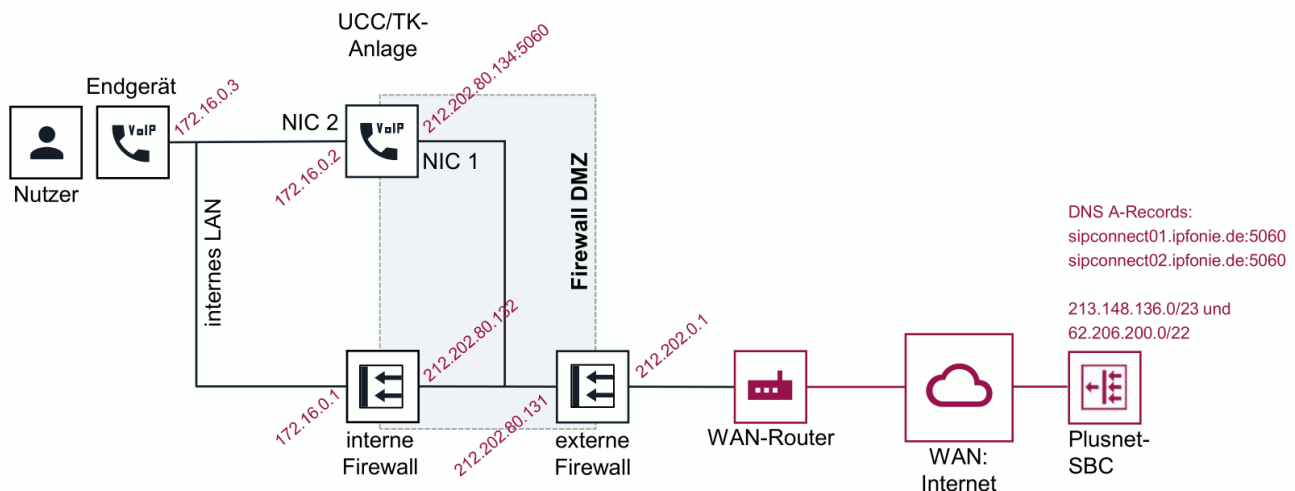 UCC/TK-
Anlage
Endgerät
172.16.0.3
212.202.80.134:5060
NIC 2
VoIP
VoIP
172.16.0.2
NIC 1
Nutzer
internes LAN
Firewall DMZ
DNS A-Records:
sipconnect01.ipfonie.de:5060
sipconnect02.ipfonie.de:5060
213.148.136.0/23 und
62.206.200.0/22
212.202.80.132
212.202.0.1
172.16.0.1
212.202.80.131
interne
Firewall
externe
Firewall
WAN-Router
WAN:
Internet
Plusnet-
SBC